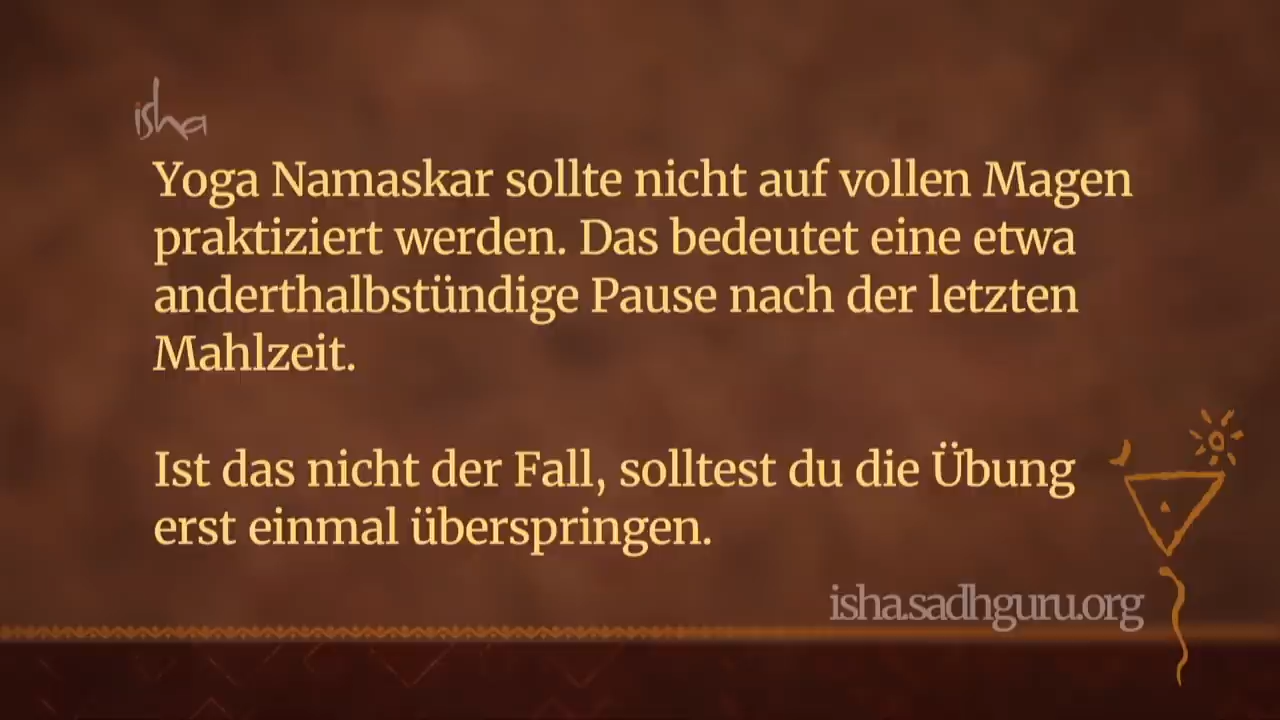 isha
Yoga Namaskar sollte nicht auf vollen Magen
praktiziert werden. Das bedeutet eine etwa
anderthalbstündige Pause nach der letzten
Mahlzeit.
Ist das nicht der Fall, solltest du die Übung
erst einmal überspringen.
isha.sadhguru.org